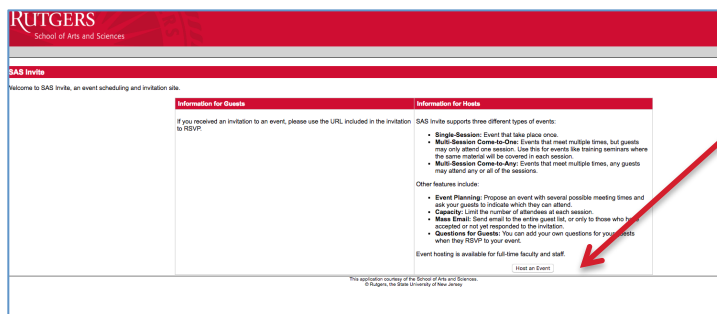 RUTGERS
School of Arts and Sciences
SAS Invite
Welcome to SAS Invite, an event scheduling and invitation site.
Information for Guests
If you received an invitation to an event, please use the URL included in the invitation
to RSVP.
Information for Hosts
SAS Invite supports three different types of events:
• Single-Session: Event that take place once.
• Multi-Session Come-to-One: Events that meet multiple times, but guests
may only attend one session. Use this for events like training seminars where
the same material will be covered in each session.
• Multi-Session Come-to-Any: Events that meet multiple times, any guests
may attend any or all of the sessions.
Other features include:
• Event Planning: Propose an event with several possible meeting times and
ask your guests to indicate which they can attend.
• Capacity: Limit the number of attendees at each session.
• Mass Email: Send email to the entire guest list, or only to those who
accepted or not yet responded to the invitation.
• Questions for Guests: You can add your own questions for your
when they RSVP to your event.
Event hosting is available for full-time faculty and staff.
Host an Event
This application courtesy of the School of Arts and Sciences.
© Rutgers, the State University of New Jersey